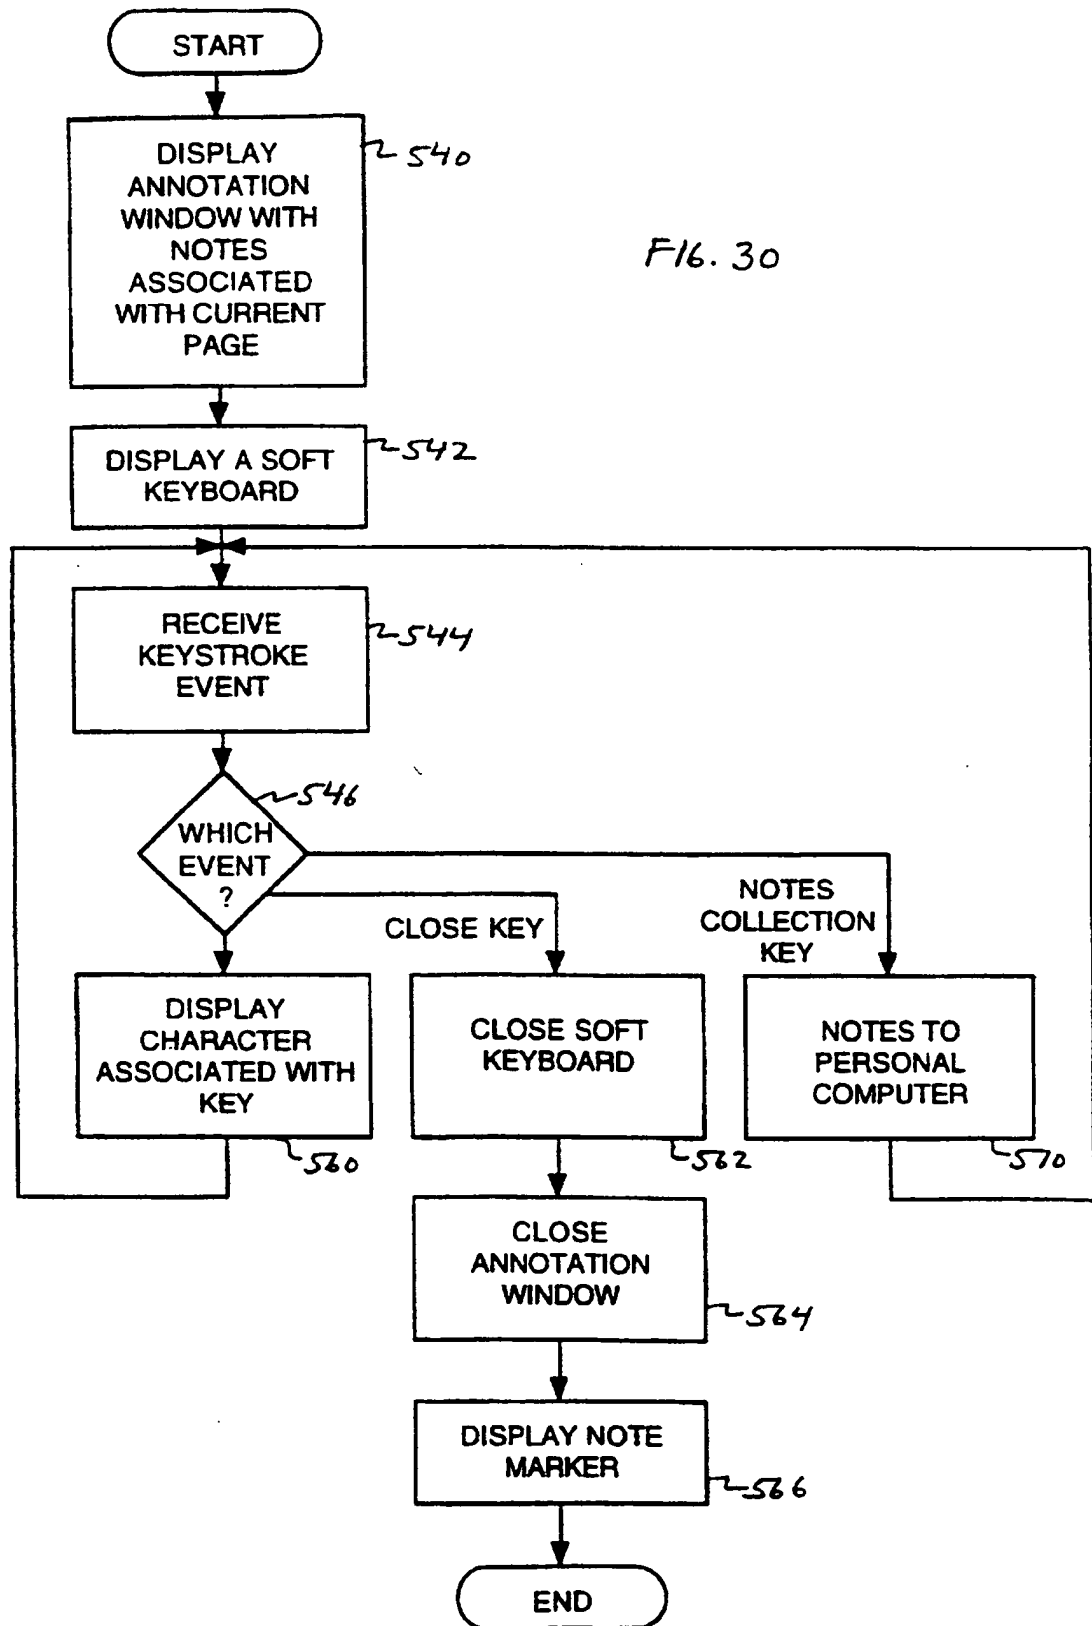 START
DISPLAY
ANNOTATION
WINDOW WITH
NOTES
ASSOCIATED
WITH CURRENT
PAGE
540
FIG. 30
DISPLAY A SOFT
KEYBOARD
542
RECEIVE
KEYSTROKE
EVENT
544
WHICH
EVENT
?
546
CLOSE KEY
NOTES
COLLECTION
KEY
DISPLAY
CHARACTER
ASSOCIATED WITH
KEY
560
CLOSE SOFT
KEYBOARD
562
NOTES TO
PERSONAL
COMPUTER
570
CLOSE
ANNOTATION
WINDOW
564
DISPLAY NOTE
MARKER
566
END